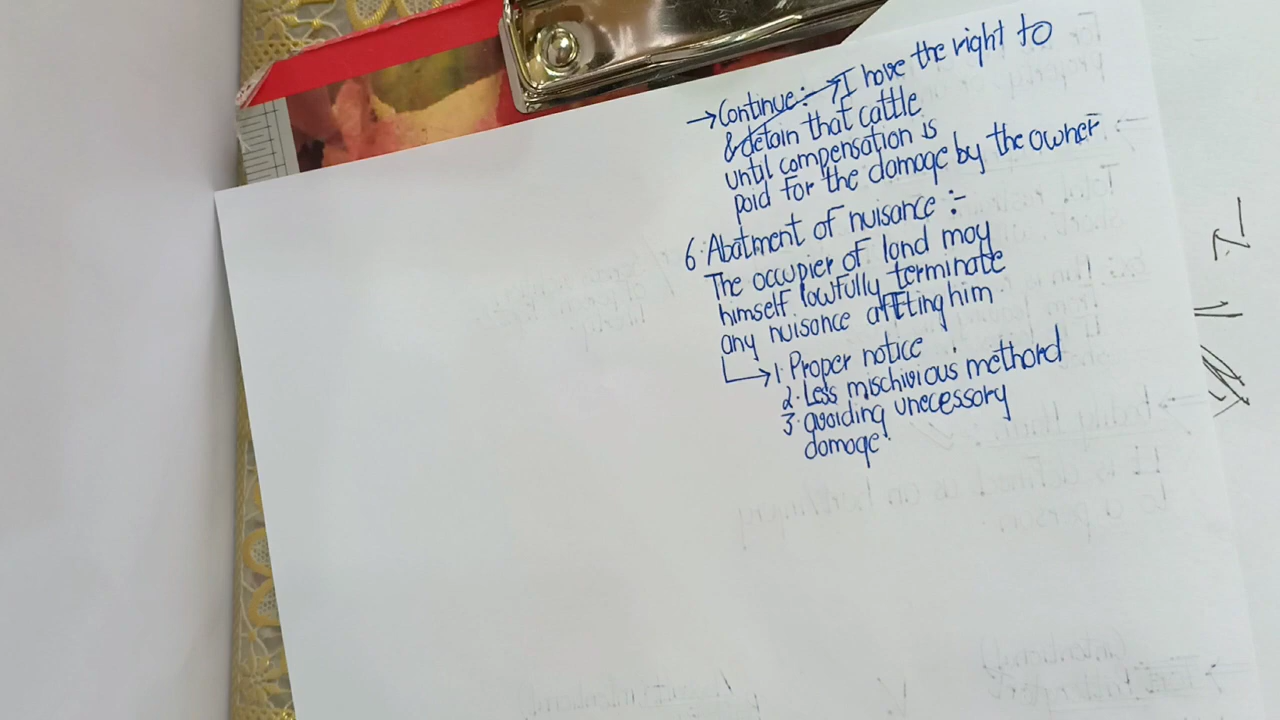 →Continue:→I have the right to
& detain that cattle
until compensation is
paid for the damage by the owner.
6. Abatment of nuisance :-
The occupier of land may
himself lawfully terminate
any nuisance affting him
1. Proper notice
2. Less mischivious methord
3. avoiding unecessory
damage.